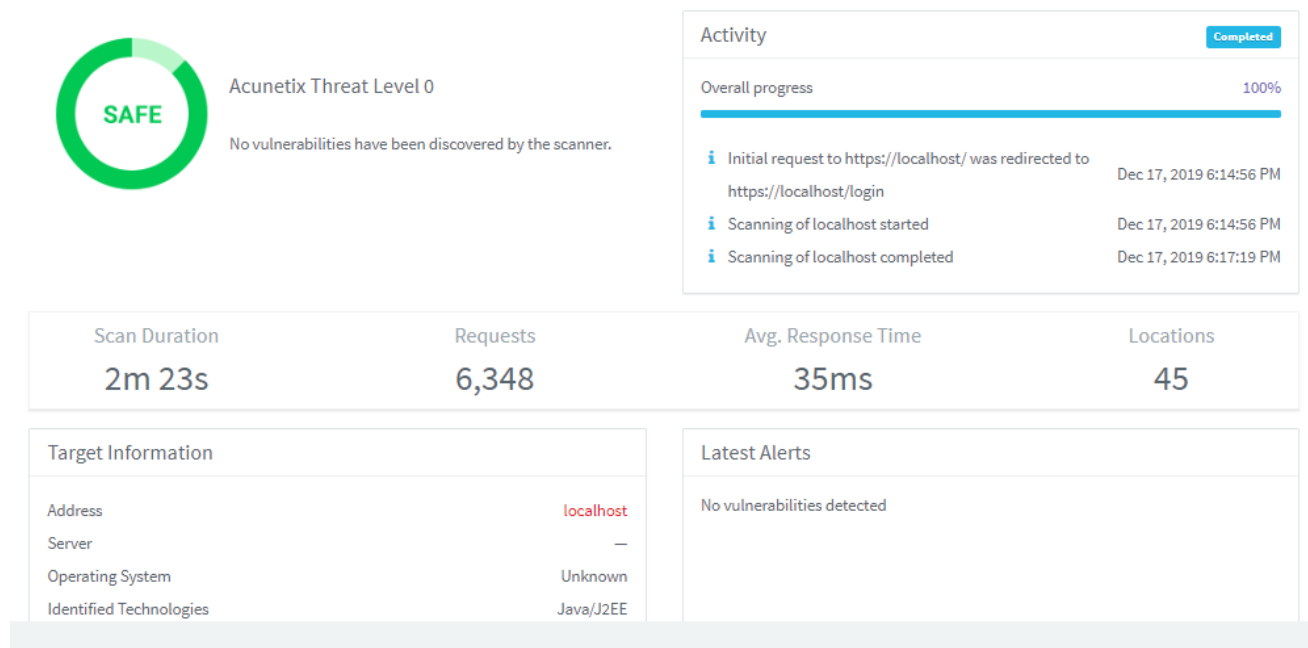 SAFE
Acunetix Threat Level 0
No vulnerabilities have been discovered by the scanner.
Activity
Completed
Overall progress
100%
Initial request to https://localhost/ was redirected to
https://localhost/login
Dec 17, 2019 6:14:56 PM
Scanning of localhost started
Dec 17, 2019 6:14:56 PM
Scanning of localhost completed
Dec 17, 2019 6:17:19 PM
Scan Duration
2m 23s
Requests
6,348
Avg. Response Time
35ms
Locations
45
Target Information
Address
localhost
Server
—
Operating System
Unknown
Identified Technologies
Java/J2EE
Latest Alerts
No vulnerabilities detected